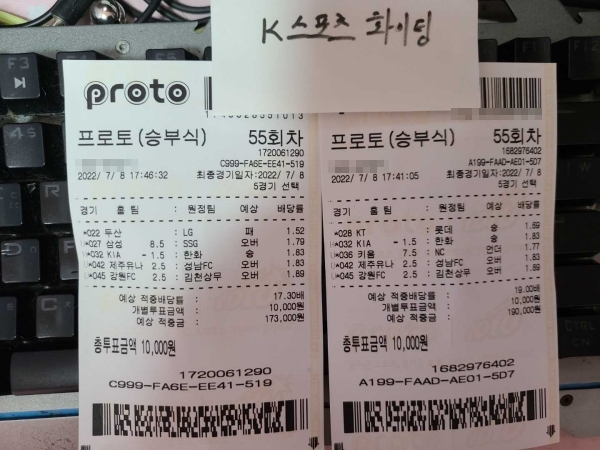 K스포츠 화이팅
proto
프로토(승부식) 55회차
1720061290
C999-FA6E-EE41-519
2022/ 7/ 8 17:46:32 최종경기일자:2022/ 7/ 8
5경기 선택
경기 홈 팀 : 원정팀 예상 배당률
*022 두산 : LG 패 1.52
U*027 삼성 8.5 : SSG 오버 1.79
H*032 KIA - 1.5 : 한화 승 1.83
U*042 제주유나 2.5 : 성남FC 오버 1.83
U*045 강원FC 2.5 : 김천상무 오버 1.89
예상 적중배당률 : 17.30배
개별투표금액 : 10,000원
예상 적중금 : 173,000원
총투표금액 10,000원
1720061290
C999-FA6E-EE41-519
프로토(승부식) 55회차
1682976402
A199-FAAD-AE01-5D7
2022/ 7/ 8 17:41:05 최종경기일자:2022/ 7/ 8
5경기 선택
경기 홈 팀 : 원정팀 예상 배당률
*028 KT : 롯데 승 1.69
H*032 KIA - 1.5 : 한화 승 1.83
U*036 키움 7.5 : NC 언더 1.77
U*042 제주유나 2.5 : 성남FC 오버 1.83
U*045 강원FC 2.5 : 김천상무 오버 1.89
예상 적중배당률 : 19.00배
개별투표금액 : 10,000원
예상 적중금 : 190,000원
총투표금액 10,000원
1682976402
A199-FAAD-AE01-5D7